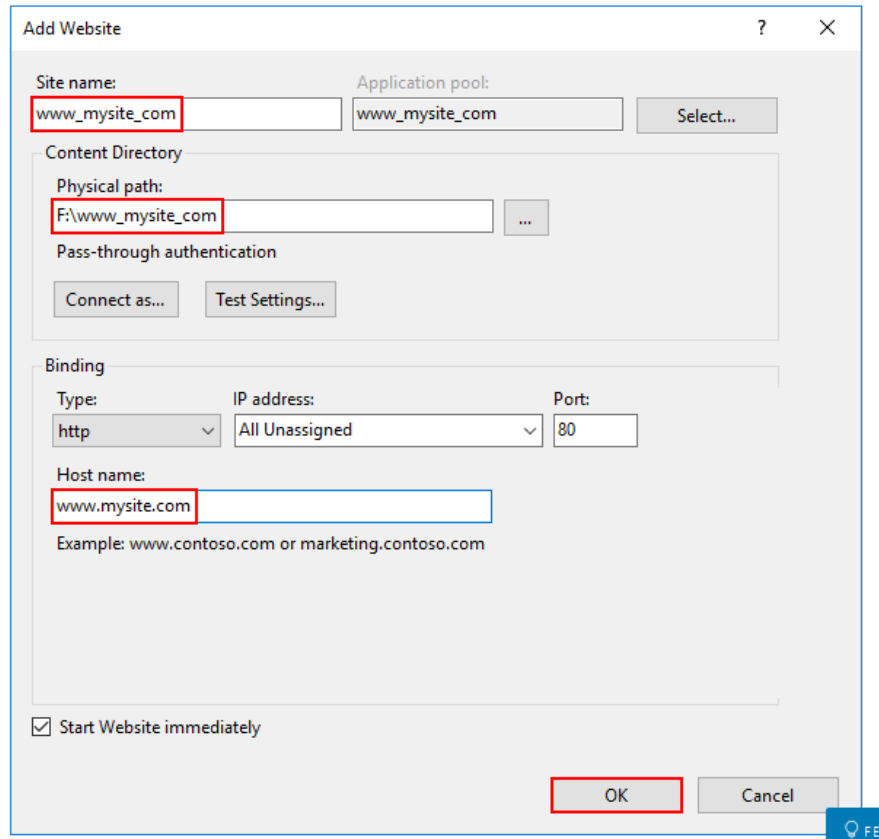 Add Website
?
Site name:
Application pool:
www_mysite_com
www_mysite_com
Select...
Content Directory
Physical path:
F:\www_mysite_com
...
Pass-through authentication
Connect as...
Test Settings...
Binding
Type:
IP address:
Port:
http
All Unassigned
80
Host name:
www.mysite.com
Example: www.contoso.com or marketing.contoso.com
Start Website immediately
OK
Cancel